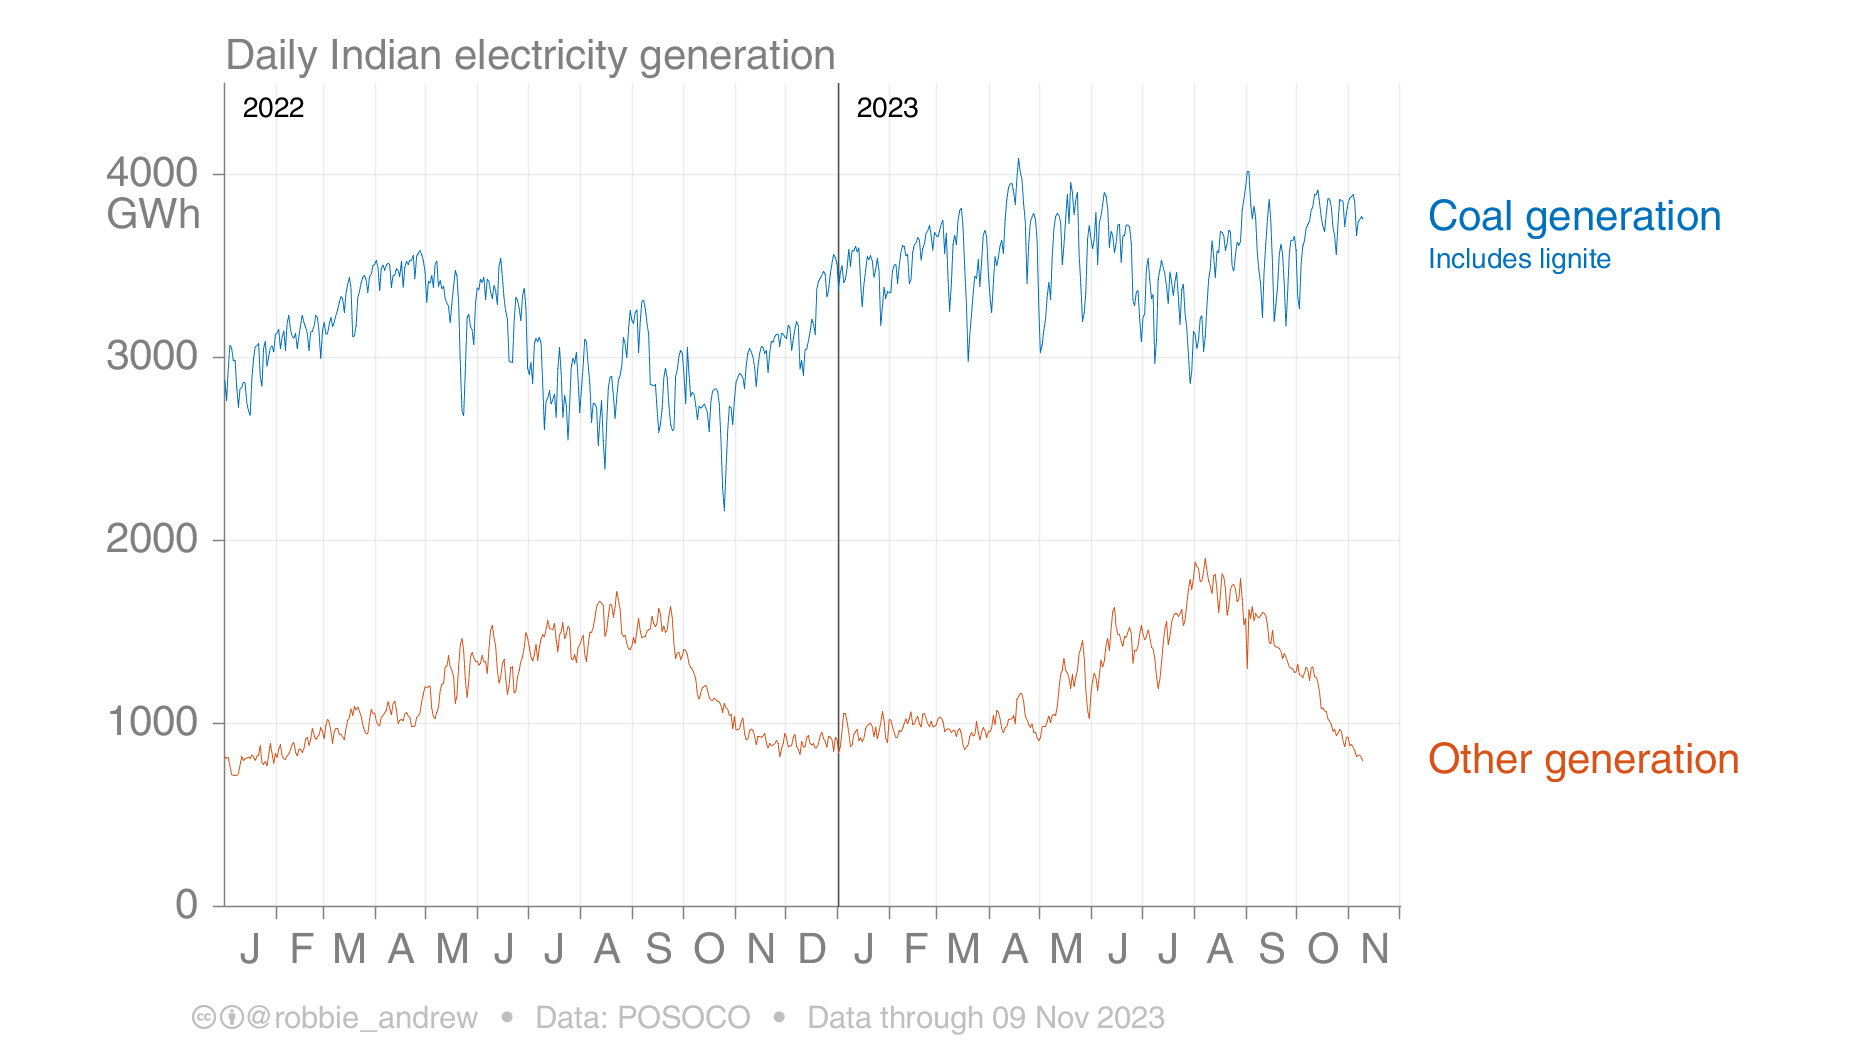 Daily Indian electricity generation
2022
2023
4000
GWh
3000
2000
1000
0
Coal generation
Includes lignite
Other generation
J F M A M J J A S O N D J F M A M J J A S O N
cc @robbie_andrew • Data: POSOCO • Data through 09 Nov 2023